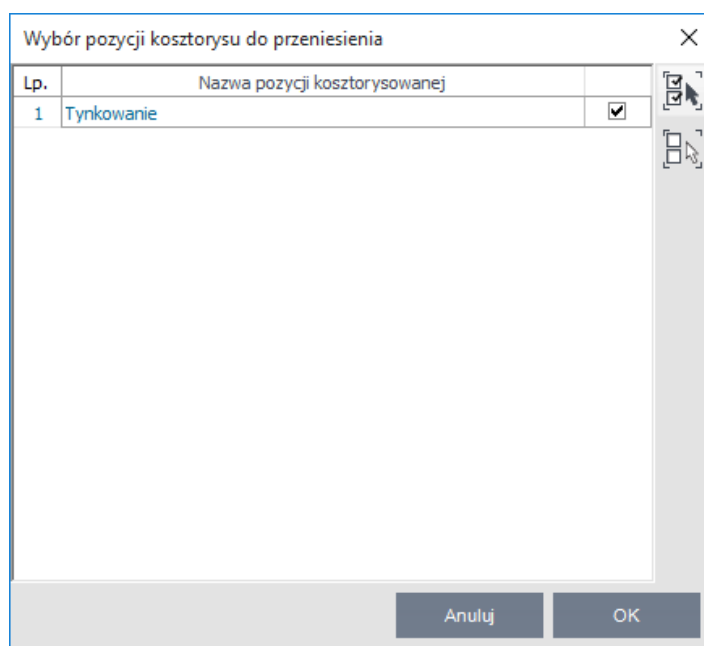 Wybór pozycji kosztorysu do przeniesienia
Lp. Nazwa pozycji kosztorysowanej
1 Tynkowanie
Anuluj OK